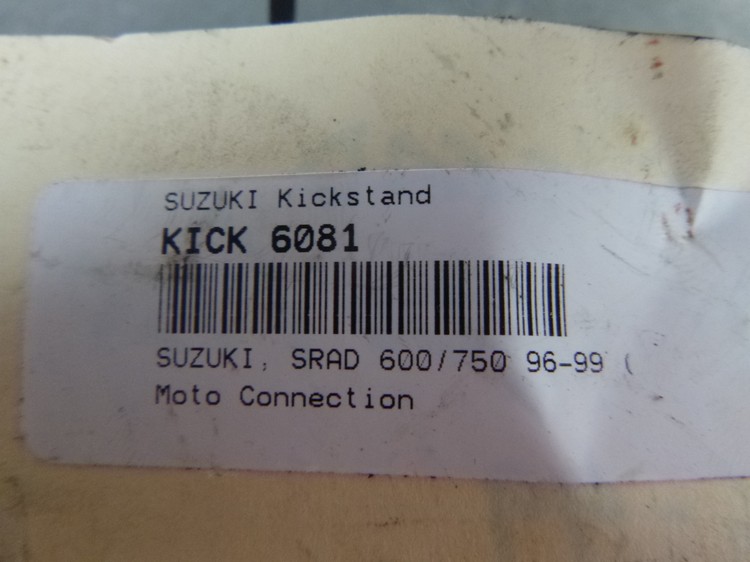 SUZUKI Kickstand
KICK 6081
SUZUKI, SRAD 600/750 96-99 (
Moto Connection